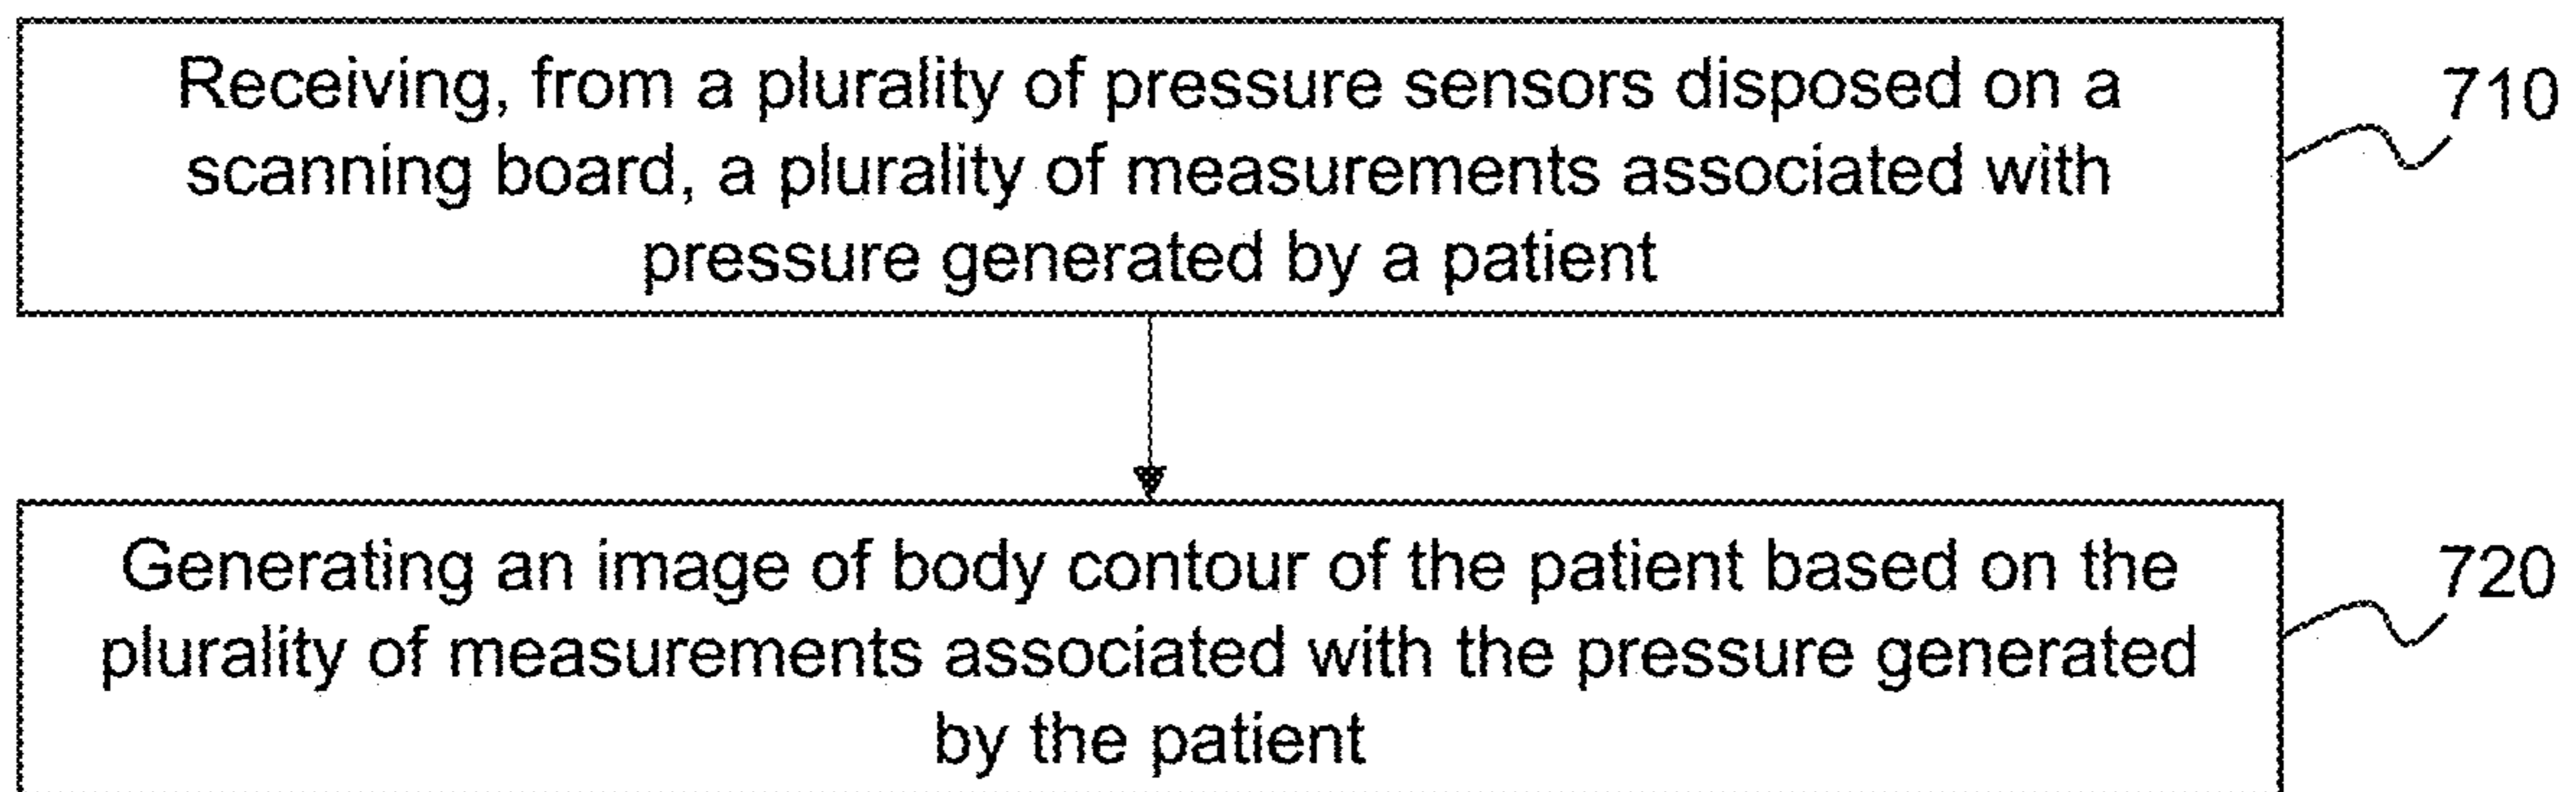 Receiving, from a plurality of pressure sensors disposed on a
scanning board, a plurality of measurements associated with
pressure generated by a patient
710
Generating an image of body contour of the patient based on the
plurality of measurements associated with the pressure generated
by the patient
720